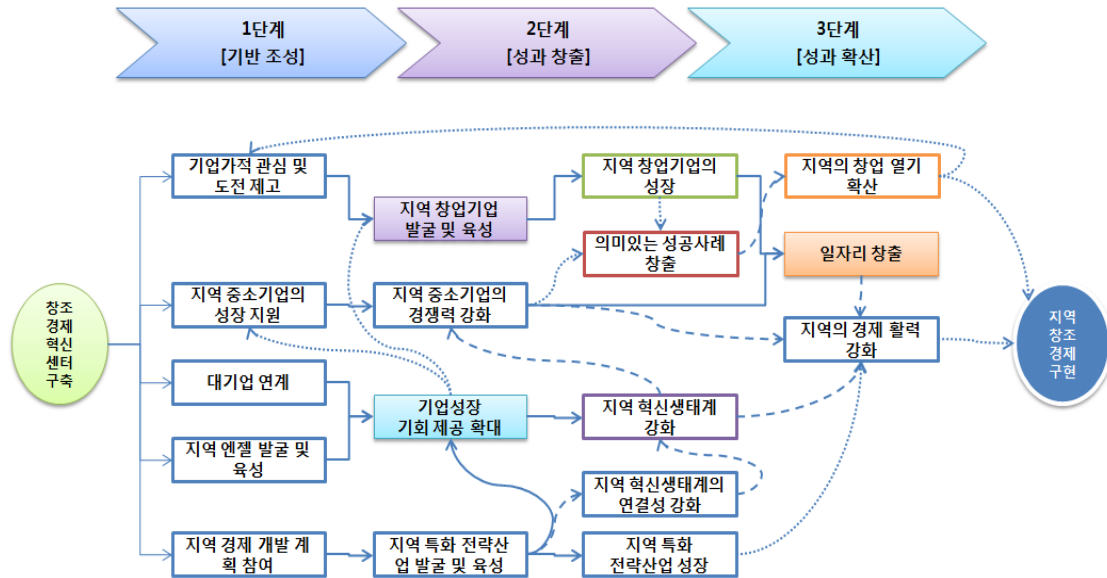 1단계
[기반 조성]
2단계
[성과 창출]
3단계
[성과 확산]
기업가적 관심 및
도전 제고
지역 창업기업
발굴 및 육성
지역 창업기업의
성장
지역의 창업 열기
확산
의미있는 성공사례
창출
일자리 창출
창조
경제
혁신
센터
구축
지역 중소기업의
성장 지원
지역 중소기업의
경쟁력 강화
지역의 경제 활력
강화
지역
창조
경제
구현
대기업 연계
기업성장
기회 제공 확대
지역 혁신생태계
강화
지역 엔젤 발굴 및
육성
지역 혁신생태계의
연결성 강화
지역 경제 개발 계
획 참여
지역 특화 전략산
업 발굴 및 육성
지역 특화
전략산업 성장